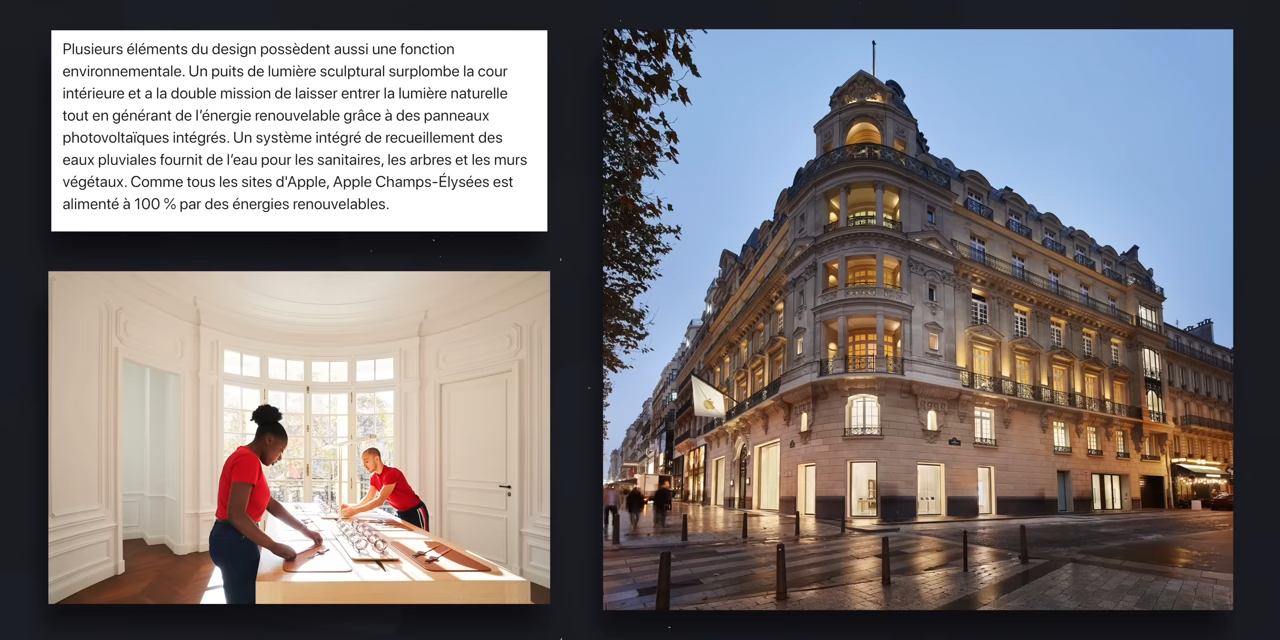 Plusieurs éléments du design possèdent aussi une fonction
environnementale. Un puits de lumière sculptural surplombe la cour
intérieure et a la double mission de laisser entrer la lumière naturelle
tout en générant de l’énergie renouvelable grâce à des panneaux
photovoltaïques intégrés. Un système intégré de recueillement des
eaux pluviales fournit de l’eau pour les sanitaires, les arbres et les murs
végétaux. Comme tous les sites d'Apple, Apple Champs-Élysées est
alimenté à 100 % par des énergies renouvelables.